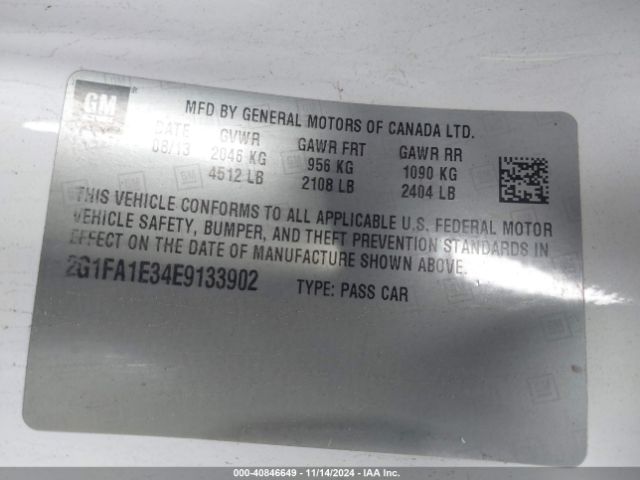 GM
MFD BY GENERAL MOTORS OF CANADA LTD.
DATE GVWR GAWR FRT GAWR RR
08/13 2046 KG 956 KG 1090 KG
4512 LB 2108 LB 2404 LB
THIS VEHICLE CONFORMS TO ALL APPLICABLE U.S. FEDERAL MOTOR
VEHICLE SAFETY, BUMPER, AND THEFT PREVENTION STANDARDS IN
EFFECT ON THE DATE OF MANUFACTURE SHOWN ABOVE.
2G1FA1E34E9133902 TYPE: PASS CAR
000-40846649 - 11/14/2024 - IAA Inc.